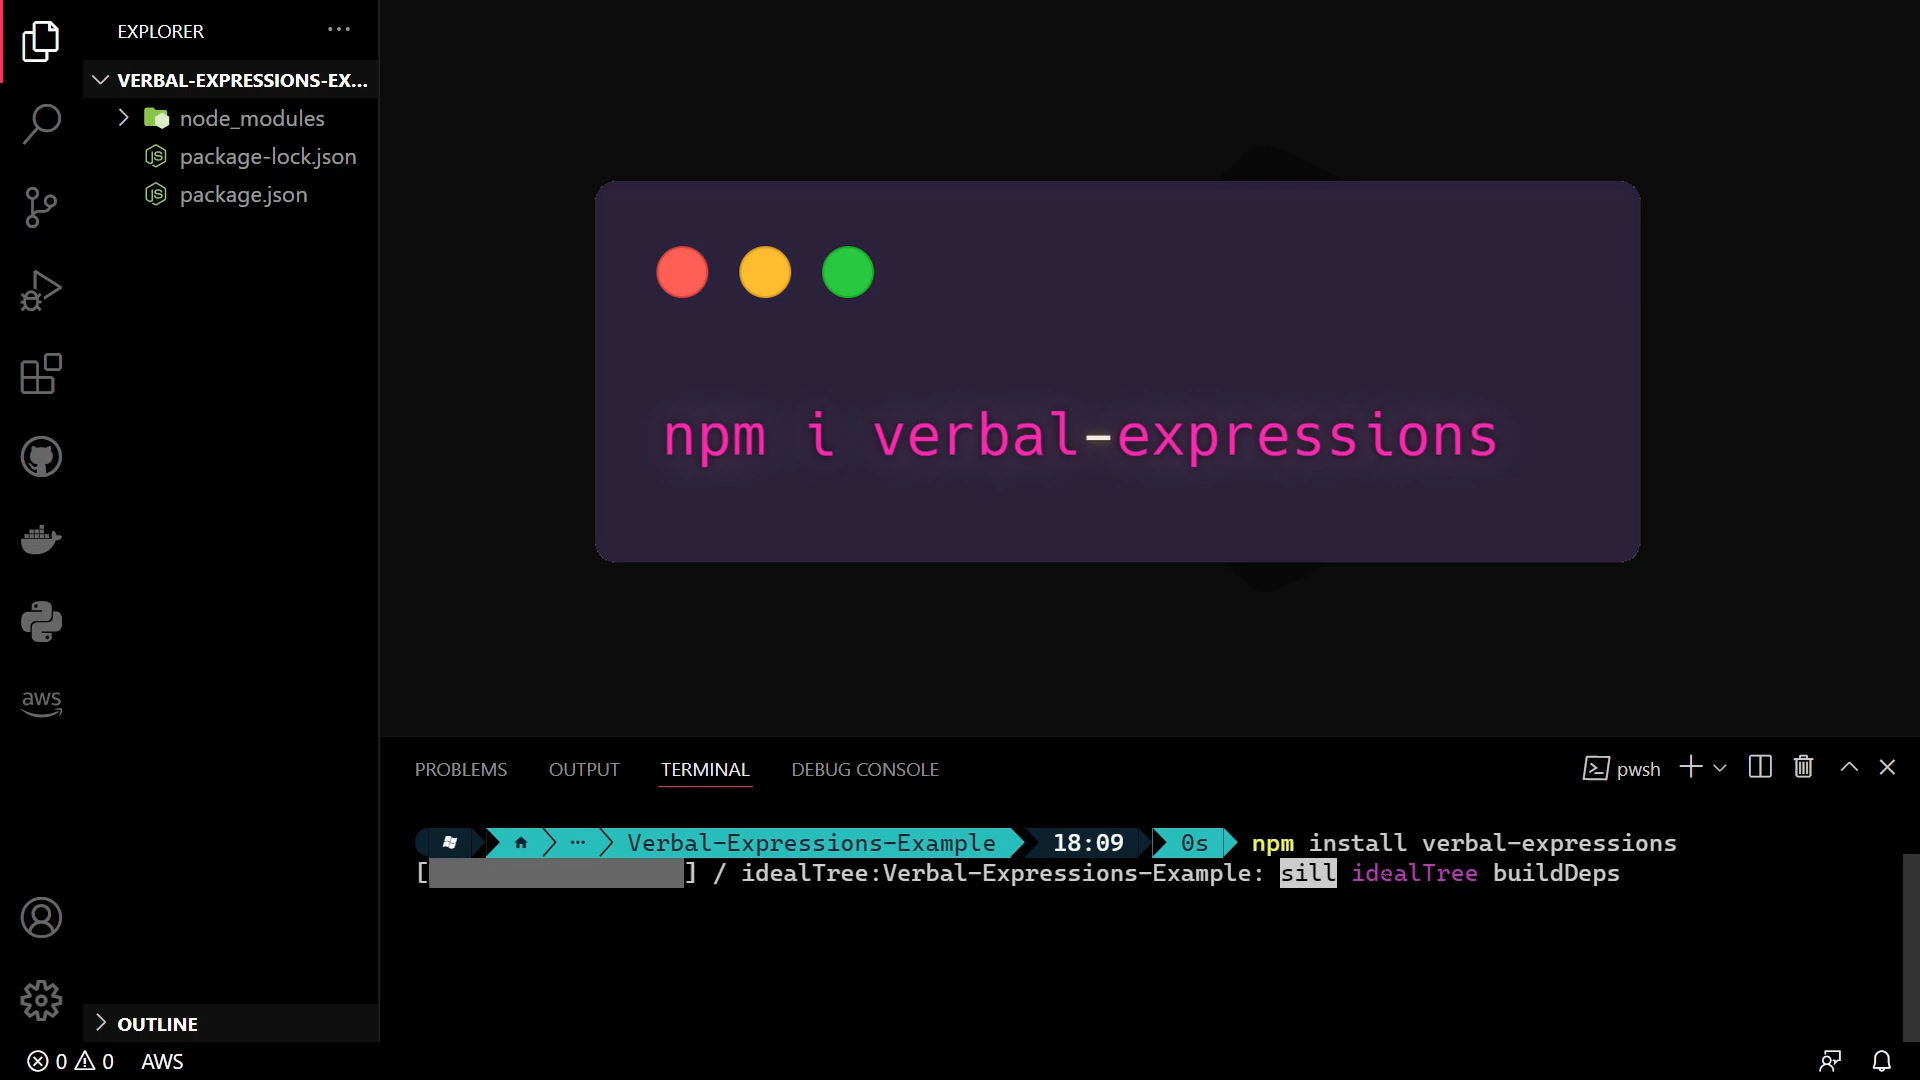 EXPLORER
VERBAL-EXPRESSIONS-EX...
node_modules
package-lock.json
package.json
npm i verbal-expressions
aws
PROBLEMS OUTPUT TERMINAL DEBUG CONSOLE pwsh
Verbal-Expressions-Example 18:09 0s npm install verbal-expressions
[ ] / idealTree:Verbal-Expressions-Example: sill idealTree buildDeps
OUTLINE
0 0 AWS